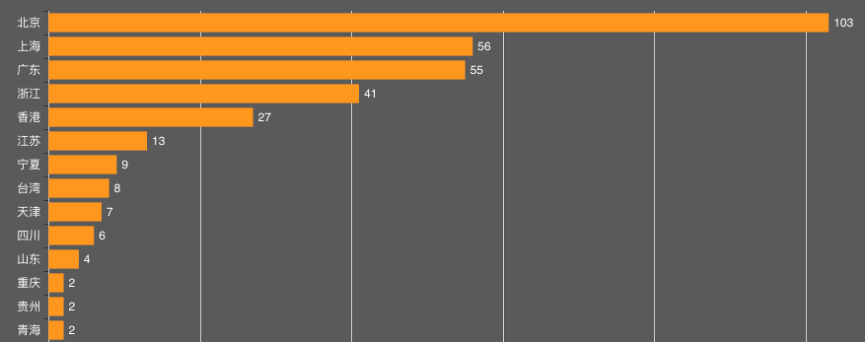 北京 103
上海 56
广东 55
浙江 41
香港 27
江苏 13
宁夏 9
台湾 8
天津 7
四川 6
山东 4
重庆 2
贵州 2
青海 2